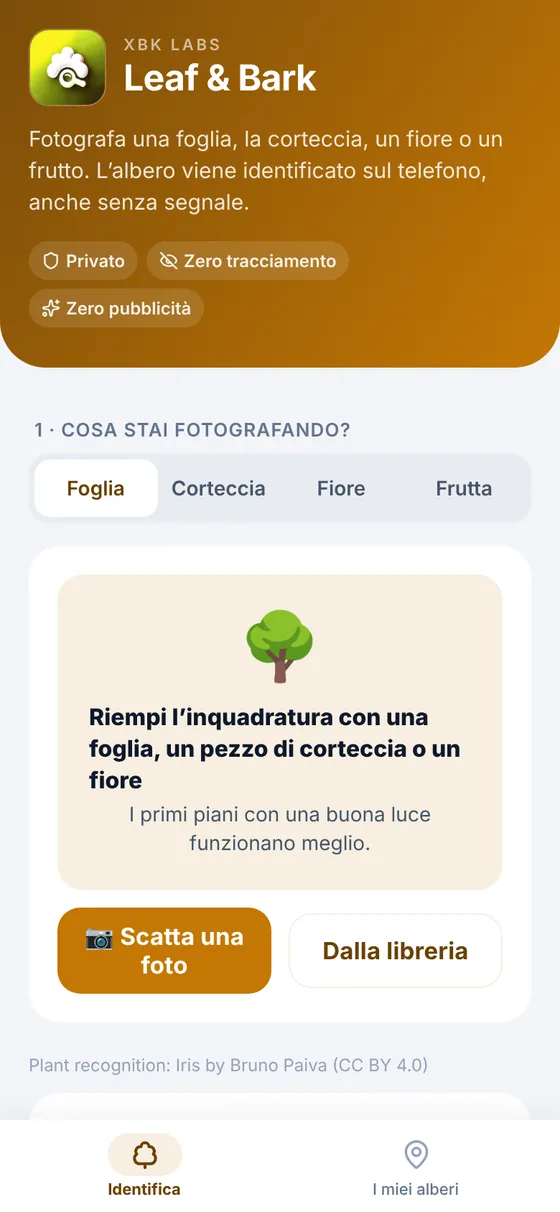 XBK LABS
Leaf & Bark
Fotografa una foglia, la corteccia, un fiore o un
frutto. L’albero viene identificato sul telefono,
anche senza segnale.
Privato
Zero tracciamento
Zero pubblicità
1 · COSA STAI FOTOGRAFANDO?
Foglia
Corteccia
Fiore
Frutta
Riempi l’inquadratura con una
foglia, un pezzo di corteccia o un
fiore
I primi piani con una buona luce
funzionano meglio.
Scatta una
foto
Dalla libreria
Plant recognition: Iris by Bruno Paiva (CC BY 4.0)
Identifica
I miei alberi